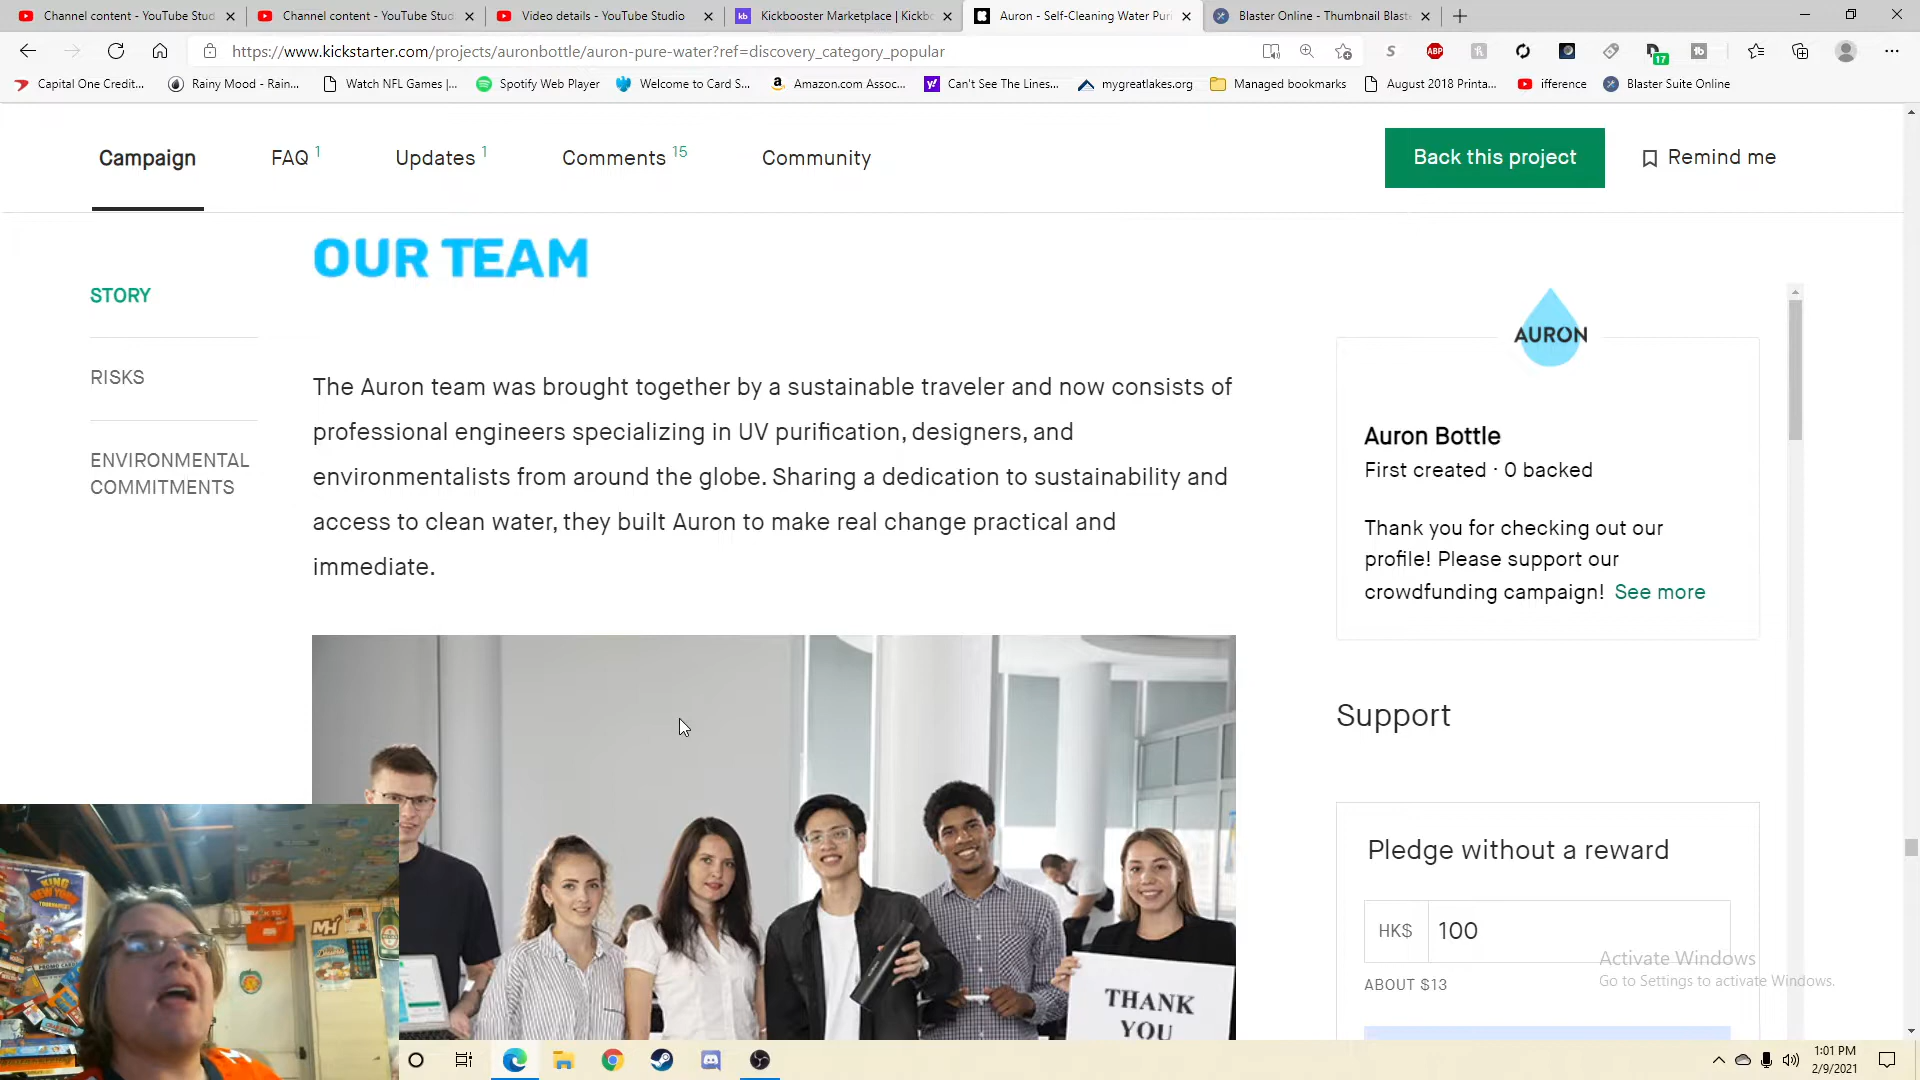 Channel content - YouTube Stud
Channel content - YouTube Stud
Video details - YouTube Studio
kb Kickbooster Marketplace | Kickbo
Auron - Self-Cleaning Water Puri
Blaster Online - Thumbnail Blast
https://www.kickstarter.com/projects/auronbottle/auron-pure-water?ref=discovery_category_popular
S
ABP
17
tb
Capital One Credit...
Rainy Mood - Rain...
Watch NFL Games |...
Spotify Web Player
Welcome to Card S...
Amazon.com Assoc...
Can't See The Lines...
mygreatlakes.org
Managed bookmarks
August 2018 Printa...
ifference
Blaster Suite Online
Campaign
FAQ 1
Updates 1
Comments 15
Community
Back this project
Remind me
STORY
RISKS
ENVIRONMENTAL
COMMITMENTS
OUR TEAM
The Auron team was brought together by a sustainable traveler and now consists of
professional engineers specializing in UV purification, designers, and
environmentalists from around the globe. Sharing a dedication to sustainability and
access to clean water, they built Auron to make real change practical and
immediate.
THANK
YOU
AURON
Auron Bottle
First created · 0 backed
Thank you for checking out our
profile! Please support our
crowdfunding campaign! See more
Support
Pledge without a reward
HK$ 100
ABOUT $13
Activate Windows
Go to Settings to activate Windows.
KING
NEW YORK
MH
1:01 PM
2/9/2021